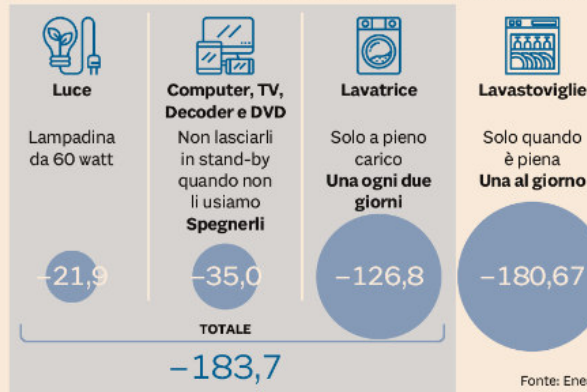 Luce
Lampadina
da 60 watt
–21,9
Computer, TV,
Decoder e DVD
Non lasciarli
in stand-by
quando non
li usiamo
Spegnerli
–35,0
Lavatrice
Solo a pieno
carico
Una ogni due
giorni
–126,8
Lavastoviglie
Solo quando
è piena
Una al giorno
–180,67
TOTALE
–183,7
Fonte: Ene